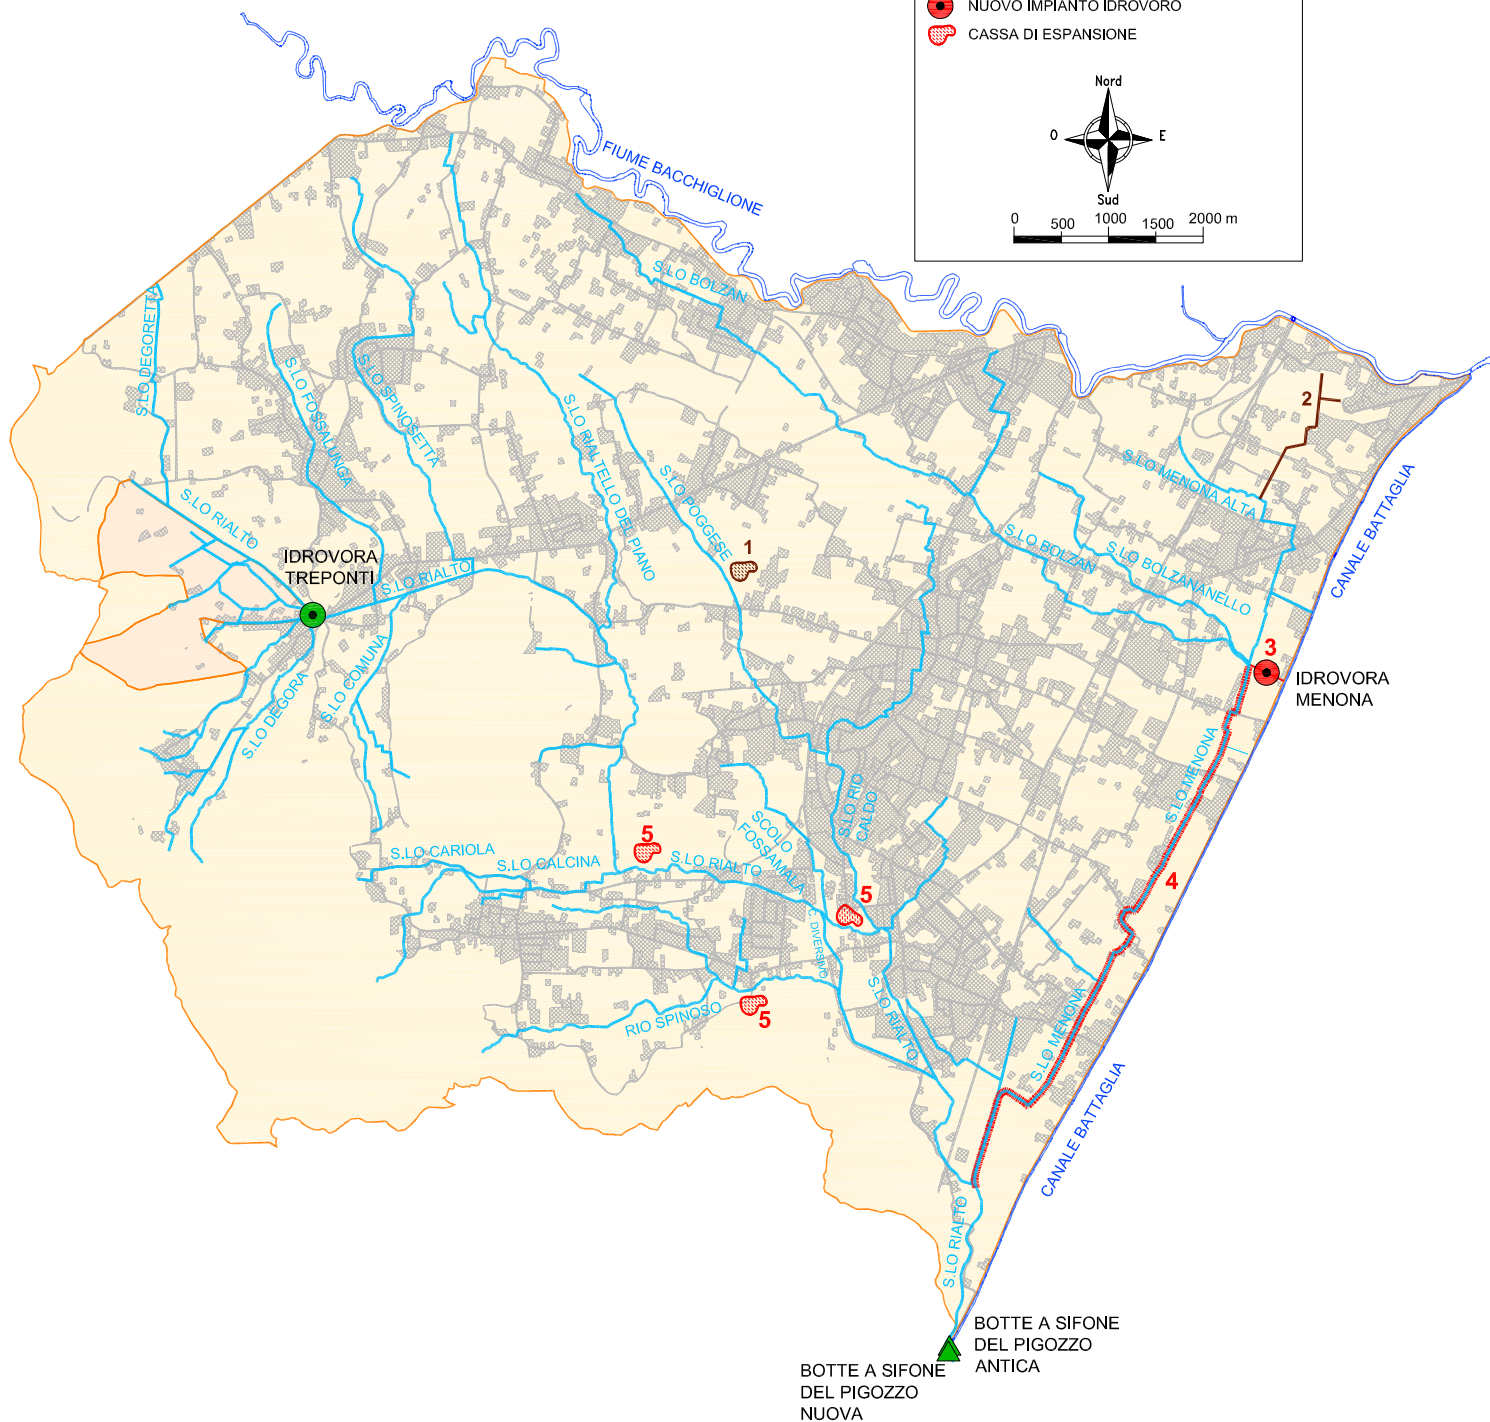 NUOVO IMPIANTO IDROVORO
CASSA DI ESPANSIONE
Nord
O
E
Sud
0 500 1000 1500 2000 m
FIUME BACCHIGLIONE
S.LO BOLZAN
S.LO DEGORETTA
S.LO FOSSALUNGA
S.LO SPINOSETTA
S.LO RIALTELLO DEL PIANO
S.LO POGGESE
2
S.LO MENONA ALTA
CANALE BATTAGLIA
S.LO RIALTO
IDROVORA
TREPONTI
S.LO RIALTO
1
S.LO BOLZAN
S.LO BOLZANANELLO
S.LO COMUNA
S.LO DEGORA
3
IDROVORA
MENONA
S.LO MENONA
S.LO RIO
CALDO
SCOLO
FOSSAMALA
5
S.LO CARIOLA
S.LO CALCINA
S.LO RIALTO
5
4
C. DIVERSIVO
RIO SPINOSO
5
S.LO RIALTO
S.LO MENONA
CANALE BATTAGLIA
S.LO RIALTO
BOTTE A SIFONE
DEL PIGOZZO
ANTICA
BOTTE A SIFONE
DEL PIGOZZO
NUOVA